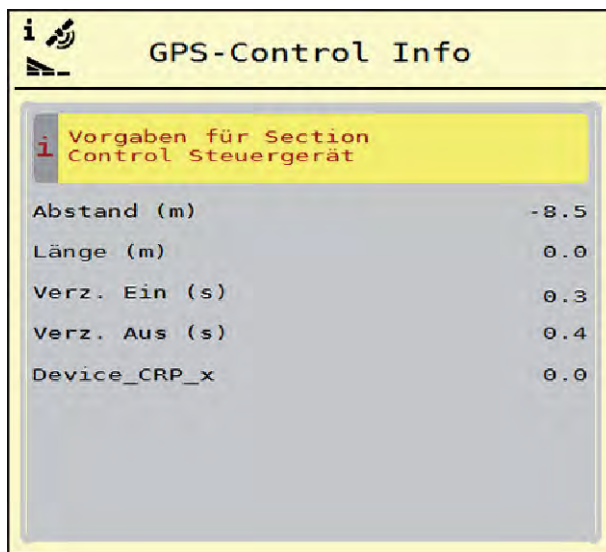 i
GPS-Control Info
i
Vorgaben für Section
Control Steuergerät
Abstand (m) -8.5
Länge (m) 0.0
Verz. Ein (s) 0.3
Verz. Aus (s) 0.4
Device_CRP_x 0.0